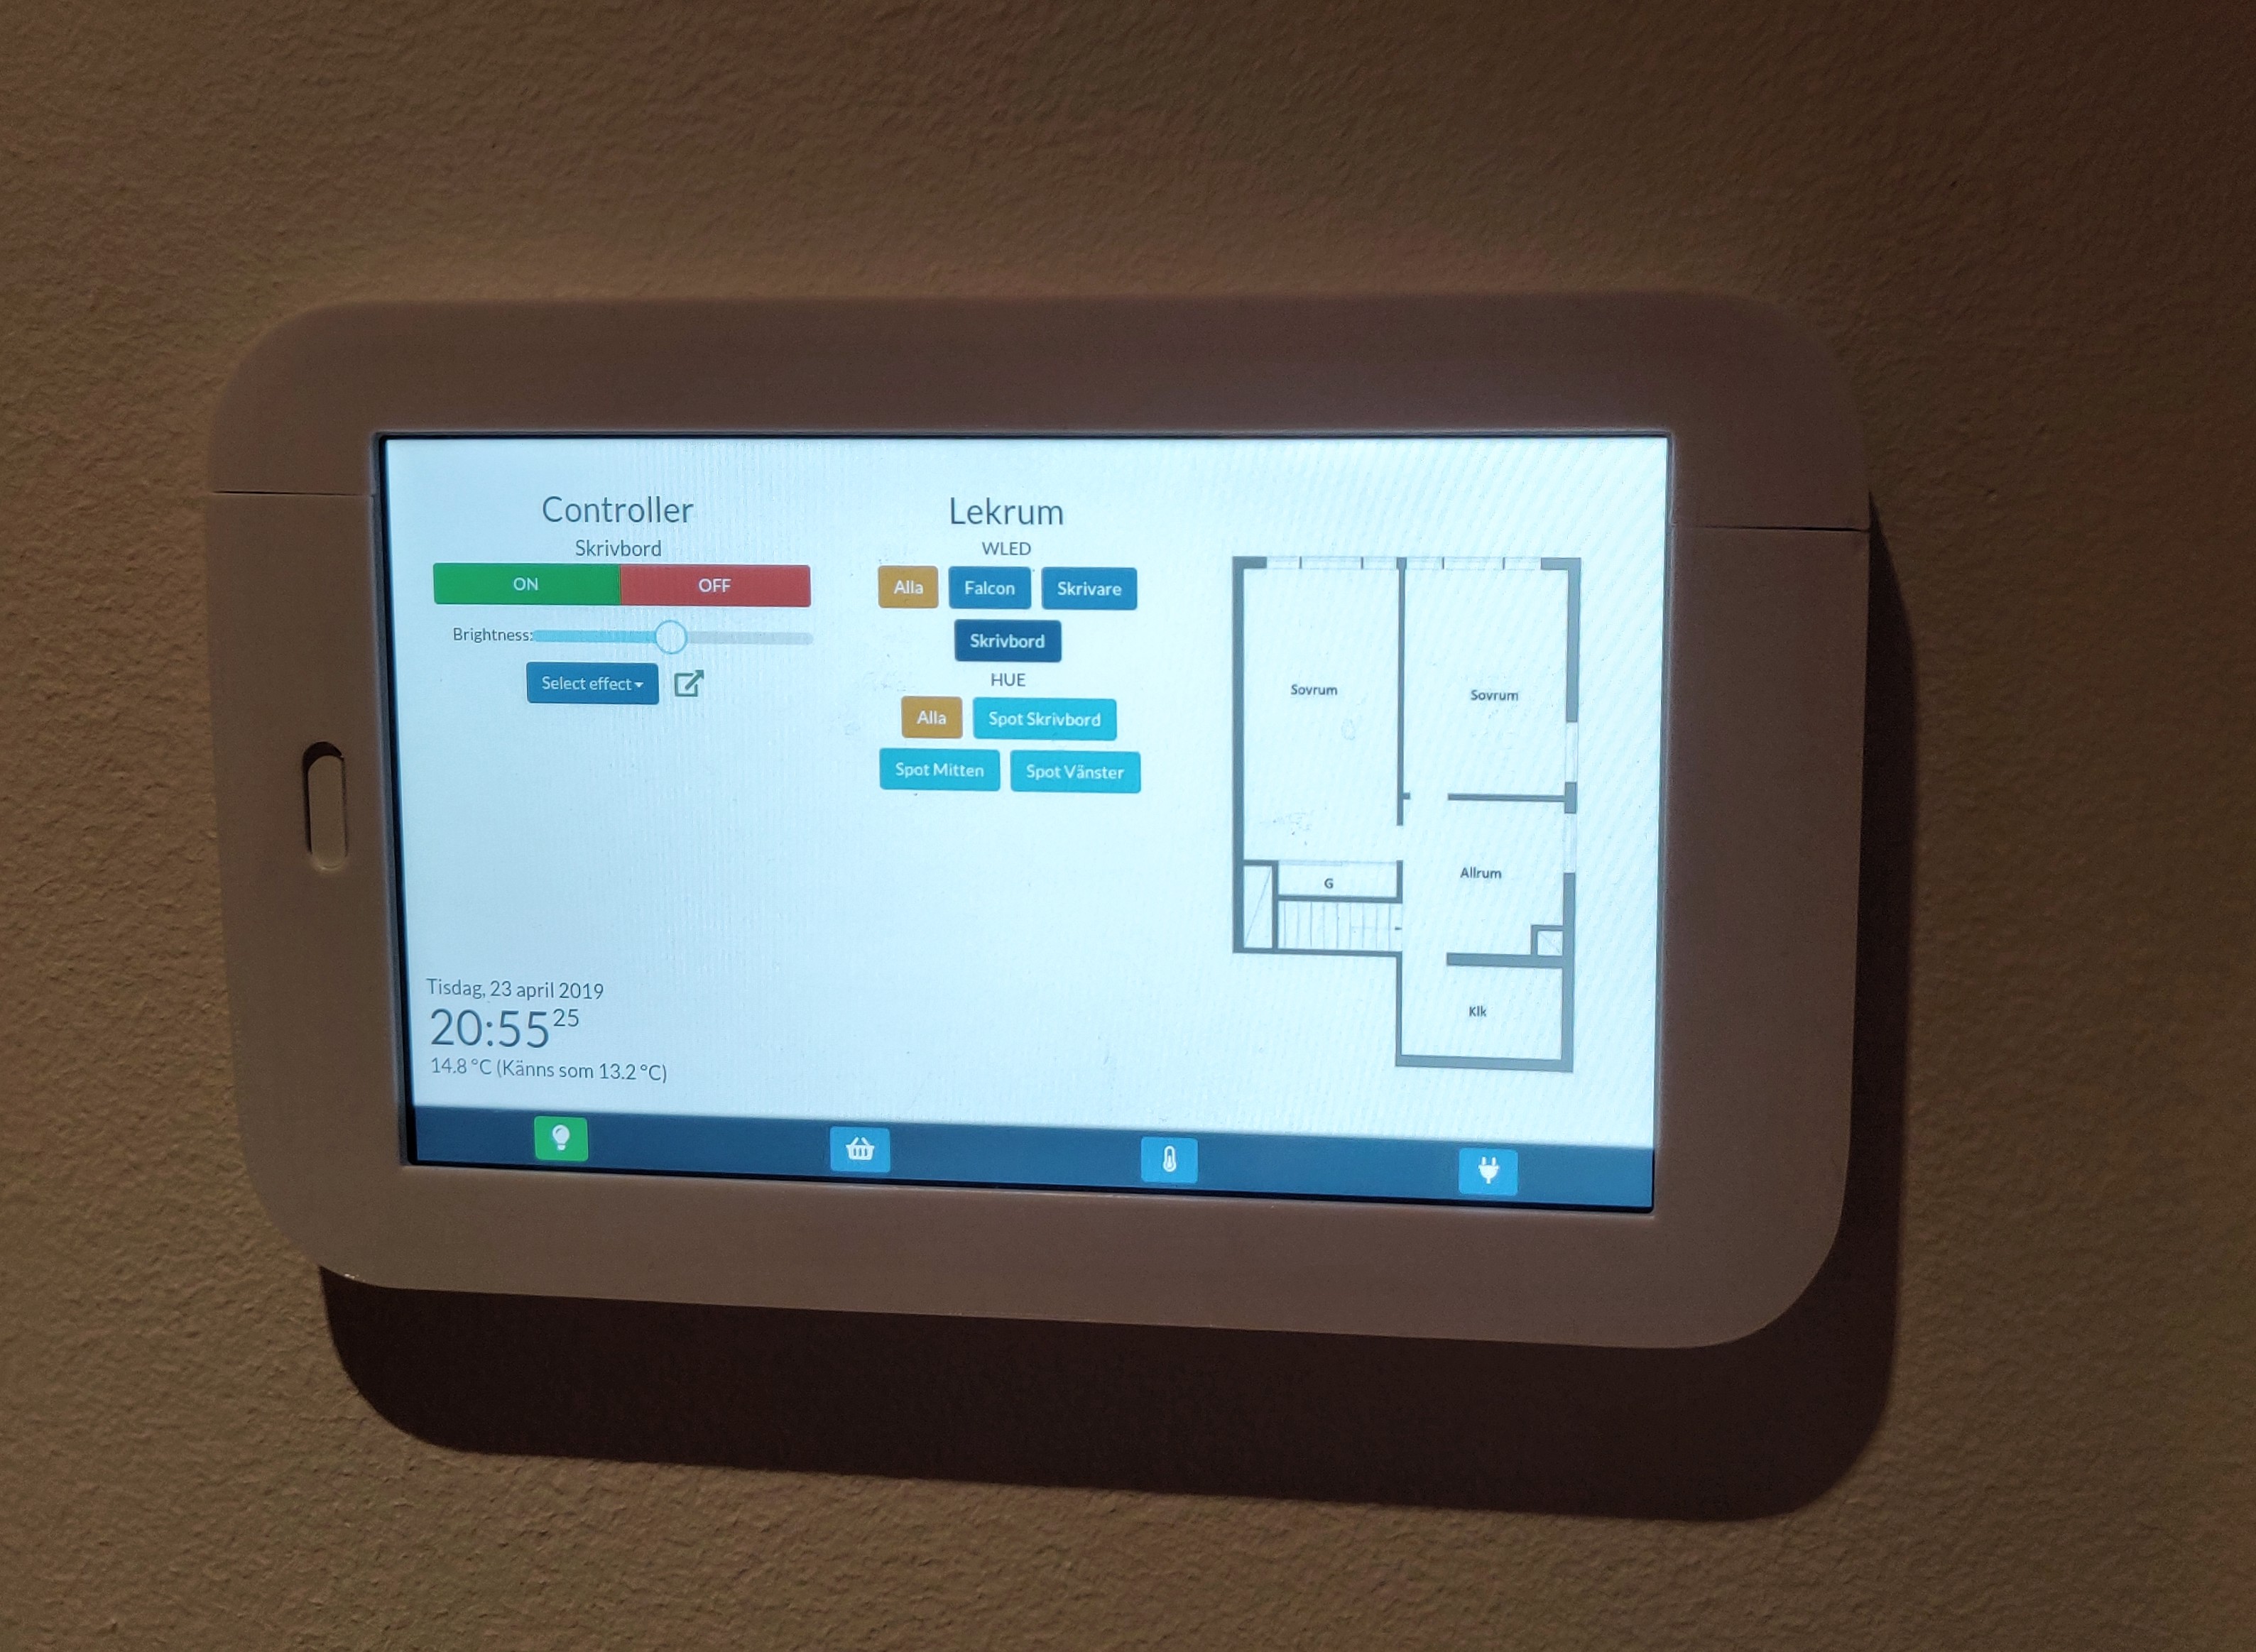 Controller
Skrivbord
ON OFF
Brightness:
Select effect
Lekrum
WLED
Alla Falcon Skrivare
Skrivbord
HUE
Alla Spot Skrivbord
Spot Mitten Spot Vänster
Sovrum Sovrum
Allrum
G
Klk
Tisdag, 23 april 2019
20:55 25
14.8 °C (Känns som 13.2 °C)